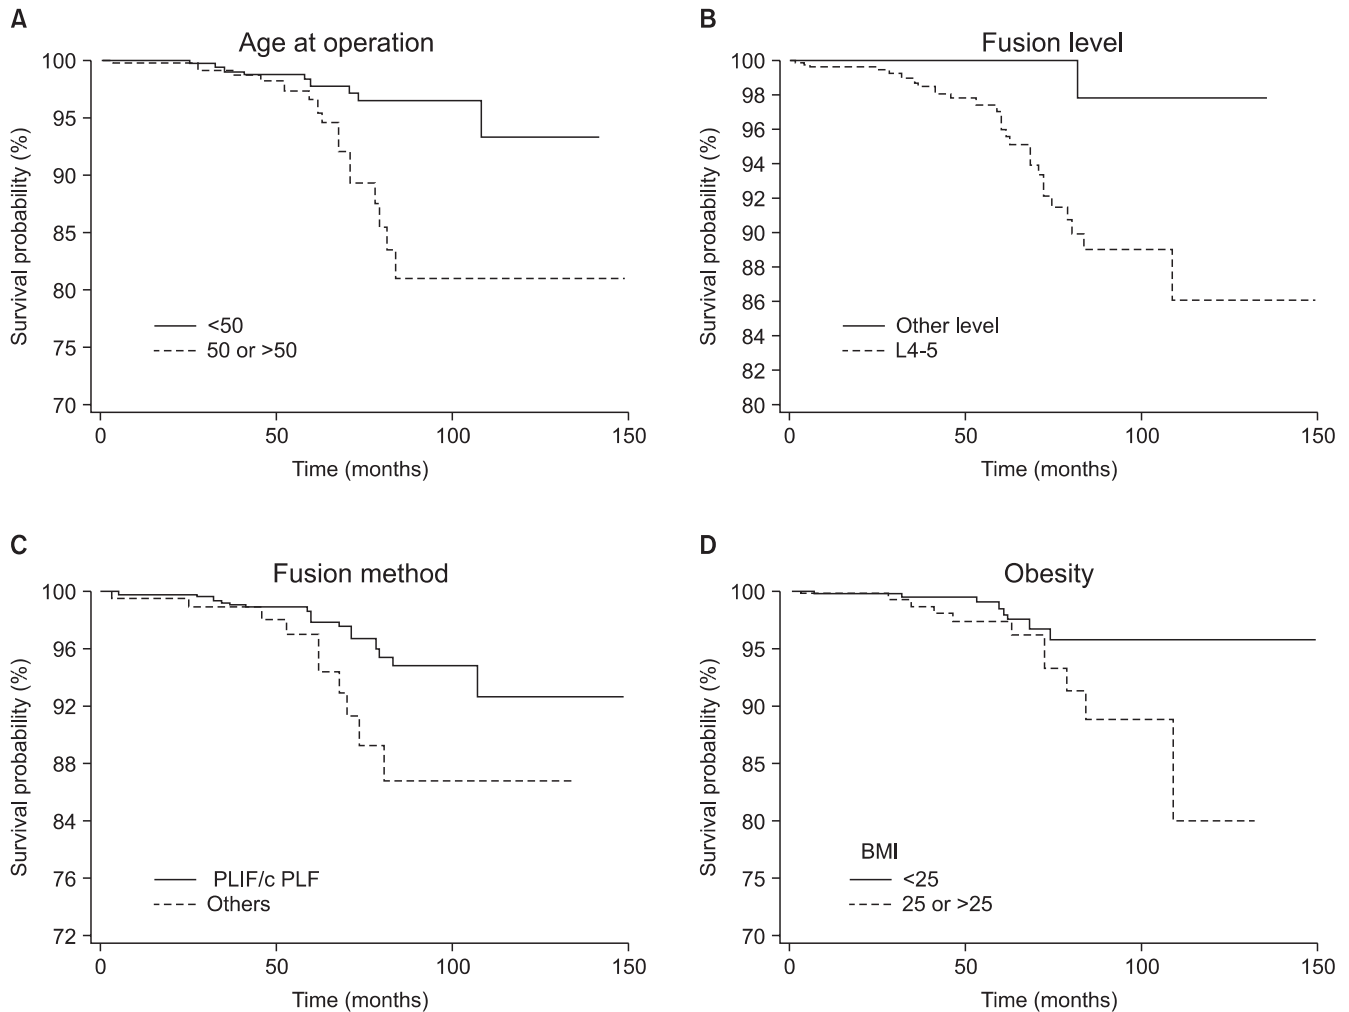 A
Age at operation
Survival probability (%)
100
95
90
85
80
75
70
<50
50 or >50
0
50
100
150
Time (months)
B
Fusion level
Survival probability (%)
100
98
96
94
92
90
88
86
84
82
80
Other level
L4-5
0
50
100
150
Time (months)
C
Fusion method
Survival probability (%)
100
96
92
88
84
76
72
PLIF/c PLF
Others
0
50
100
150
Time (months)
D
Obesity
Survival probability (%)
100
95
90
85
80
75
70
BMI
<25
25 or >25
0
50
100
150
Time (months)